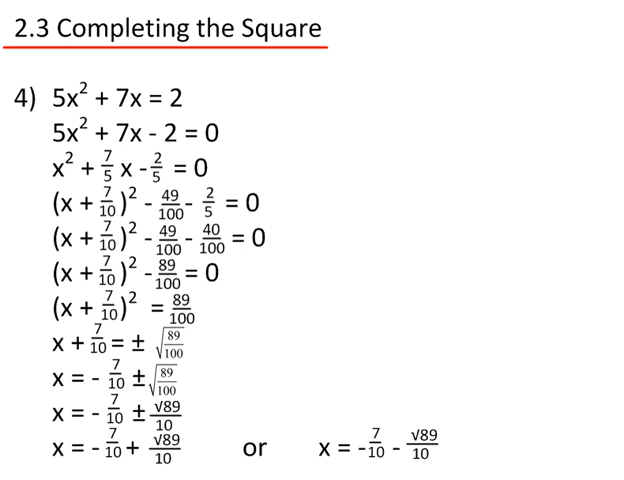 2.3 Completing the Square
4) 5x² + 7x = 2
5x² + 7x - 2 = 0
x² + 7/5 x - 2/5 = 0
(x + 7/10)² - 49/100 - 2/5 = 0
(x + 7/10)² - 49/100 - 40/100 = 0
(x + 7/10)² - 89/100 = 0
(x + 7/10)² = 89/100
x + 7/10 = ± √(89/100)
x = - 7/10 ± √(89/100)
x = - 7/10 ± √89/10
x = - 7/10 + √89/10 or x = - 7/10 - √89/10